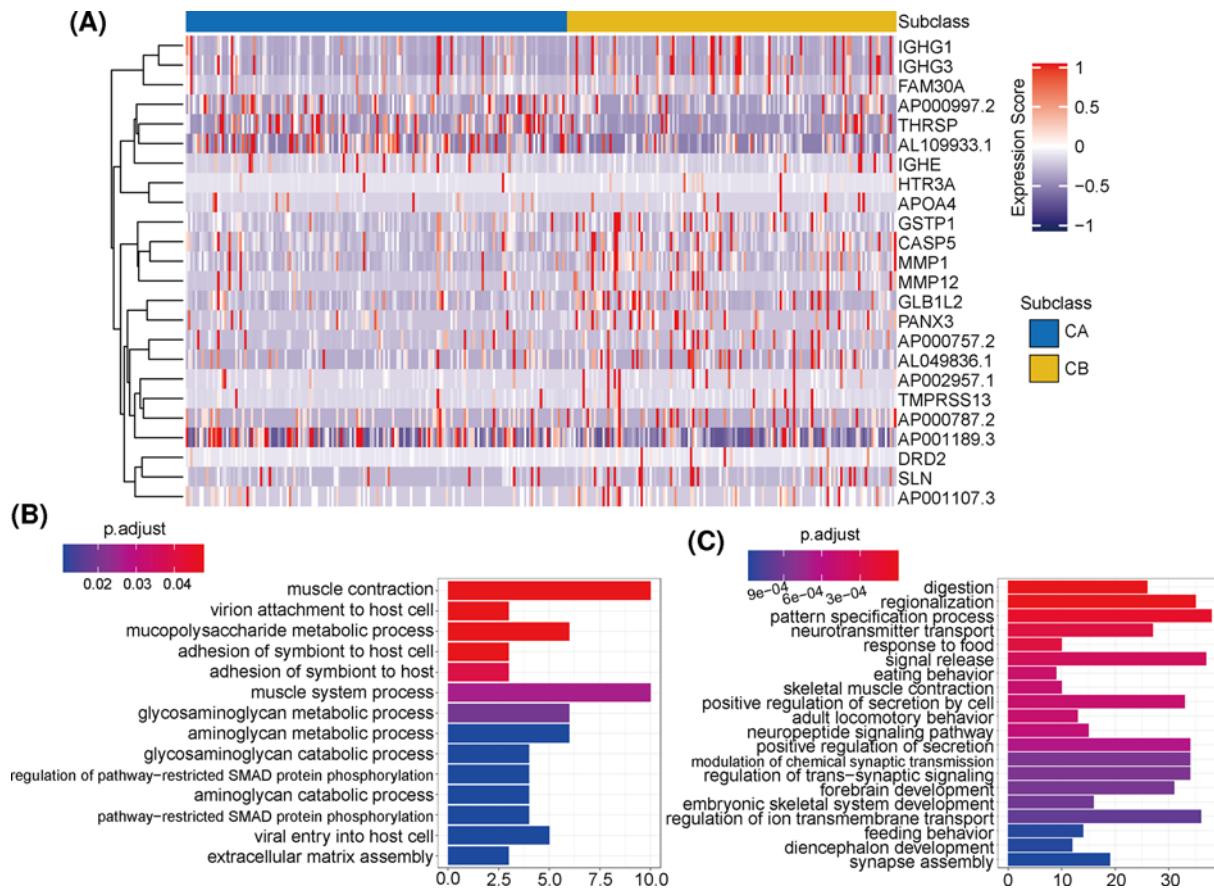 (A)
Subclass
IGHG1
IGHG3
FAM30A
AP000997.2
THRSP
AL109933.1
IGHE
HTR3A
APOA4
GSTP1
CASP5
MMP1
MMP12
GLB1L2
PANX3
AP000757.2
AL049836.1
AP002957.1
TMPRSS13
AP000787.2
AP001189.3
DRD2
SLN
AP001107.3
Expression Score
1
0.5
0
−0.5
−1
Subclass
CA
CB
(B)
p.adjust
0.02 0.03 0.04
muscle contraction
virion attachment to host cell
mucopolysaccharide metabolic process
adhesion of symbiont to host cell
adhesion of symbiont to host
muscle system process
glycosaminoglycan metabolic process
aminoglycan metabolic process
glycosaminoglycan catabolic process
regulation of pathway−restricted SMAD protein phosphorylation
aminoglycan catabolic process
pathway−restricted SMAD protein phosphorylation
viral entry into host cell
extracellular matrix assembly
0.0 2.5 5.0 7.5 10.0
(C)
p.adjust
9e−04 6e−04 3e−04
digestion
regionalization
pattern specification process
neurotransmitter transport
response to food
signal release
eating behavior
skeletal muscle contraction
positive regulation of secretion by cell
adult locomotory behavior
neuropeptide signaling pathway
positive regulation of secretion
modulation of chemical synaptic transmission
regulation of trans−synaptic signaling
forebrain development
embryonic skeletal system development
regulation of ion transmembrane transport
feeding behavior
diencephalon development
synapse assembly
0 10 20 30